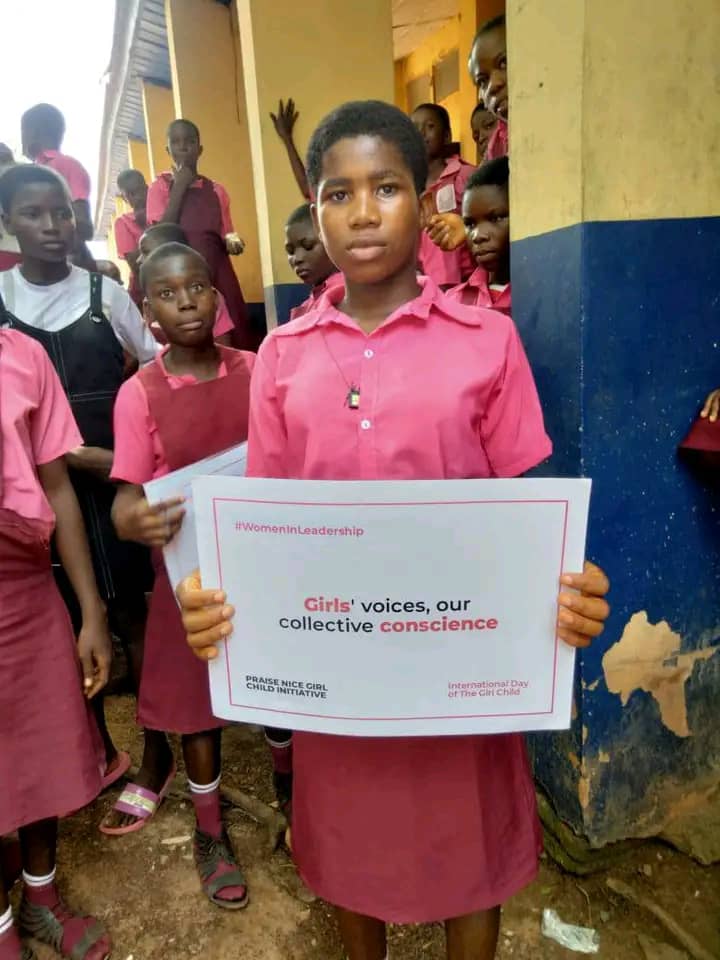 #WomenInLeadership
Girls' voices, our
collective conscience
PRAISE NICE GIRL
CHILD INITIATIVE
International Day
of The Girl Child